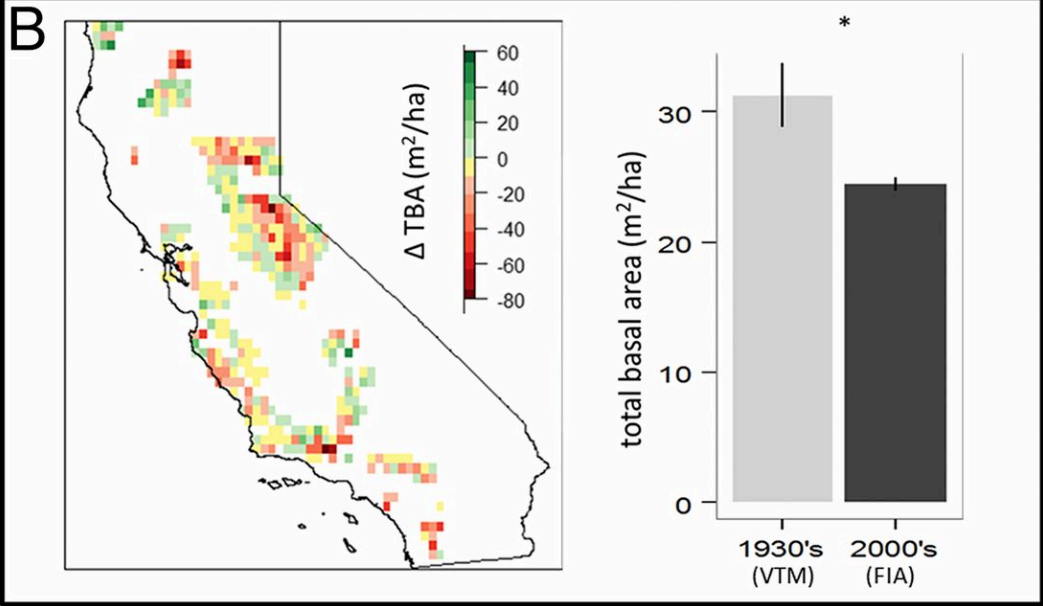 B
Δ TBA (m²/ha)
60
40
20
0
-20
-40
-60
-80
*
total basal area (m²/ha)
30
20
10
0
1930's
(VTM)
2000's
(FIA)